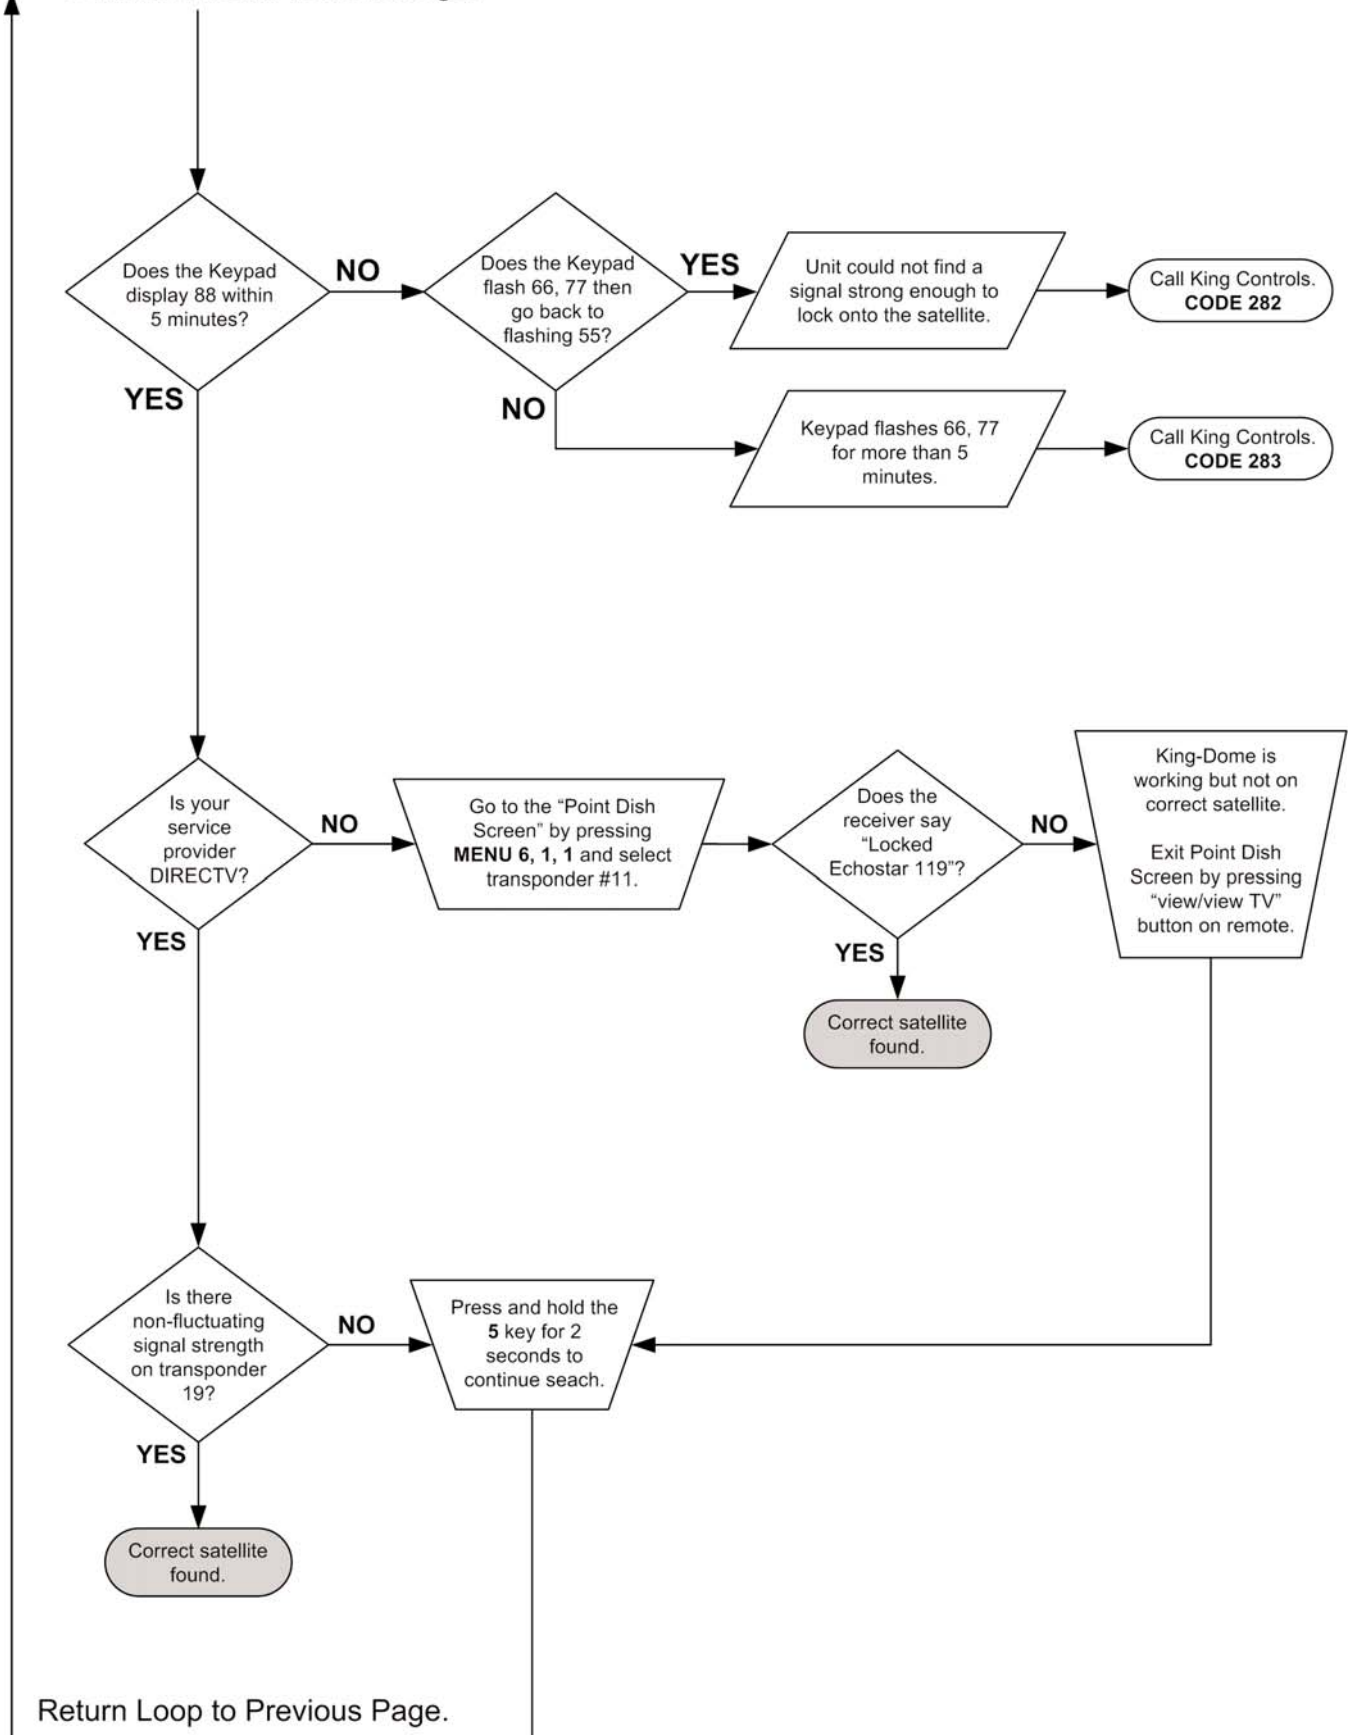 Does the Keypad
display 88 within
5 minutes?
NO
Does the Keypad
flash 66, 77 then
go back to
flashing 55?
YES
Unit could not find a
signal strong enough to
lock onto the satellite.
Call King Controls.
CODE 282
YES
NO
Keypad flashes 66, 77
for more than 5
minutes.
Call King Controls.
CODE 283
Is your
service
provider
DIRECTV?
NO
Go to the “Point Dish
Screen” by pressing
MENU 6, 1, 1 and select
transponder #11.
Does the
receiver say
“Locked
Echostar 119”?
NO
King-Dome is
working but not on
correct satellite.
Exit Point Dish
Screen by pressing
“view/view TV”
button on remote.
YES
YES
Correct satellite
found.
Is there
non-fluctuating
signal strength
on transponder
19?
NO
Press and hold the
5 key for 2
seconds to
continue seach.
YES
Correct satellite
found.
Return Loop to Previous Page.